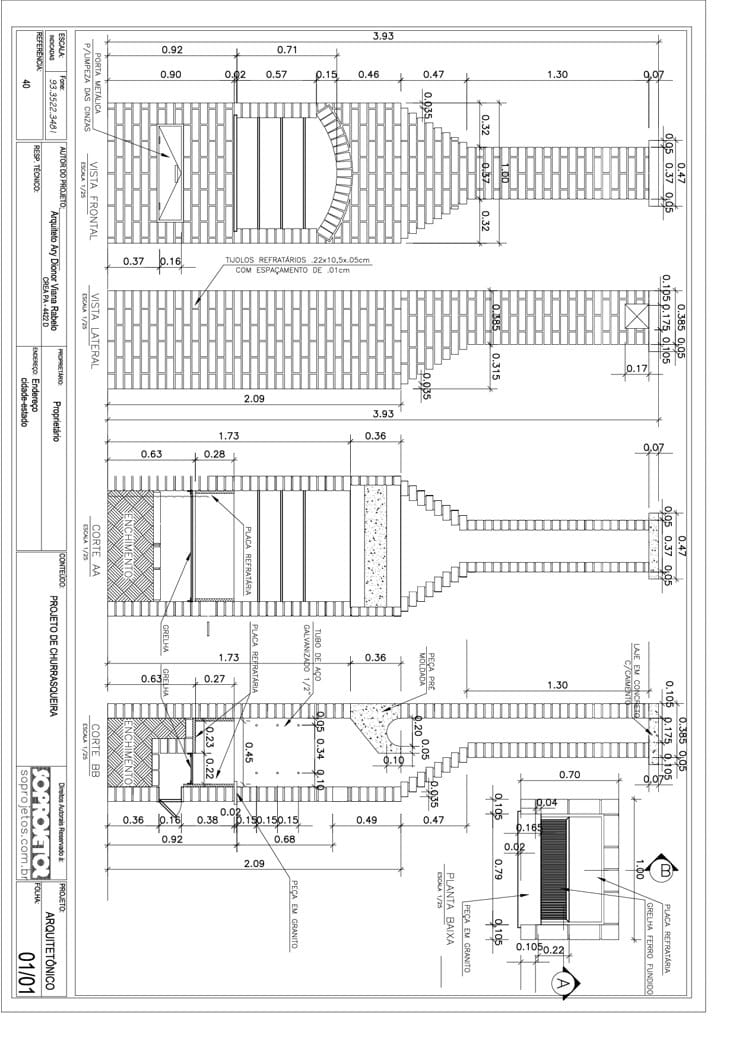 3.93
0.92
0.71
0.90
0.02
0.57
0.15
0.46
0.47
1.30
0.07
0.035
0.32
0.37
0.32
1.00
0.05
0.37
0.05
0.47
PORTA METÁLICA
P/LIMPEZA DAS CINZAS
0.37
0.16
VISTA FRONTAL
ESCALA 1/25
TIJOLOS REFRATÁRIOS .22x10,5x.05cm
COM ESPAÇAMENTO DE .01cm
0.105
0.175
0.105
0.385
0.05
0.17
0.385
0.315
0.035
2.09
3.93
VISTA LATERAL
ESCALA 1/25
1.73
0.36
0.63
0.28
0.07
0.05
0.37
0.05
0.47
ENCHIMENTO
PLACA REFRATÁRIA
GRELHA
CORTE AA
ESCALA 1/25
TUBO DE AÇO
GALVANIZADO 1/2"
PLACA REFRATÁRIA
GRELHA
PEÇA PRÉ
MOLDADA
LAJE EM CONCRETO
C/CAIMENTO
1.73
0.36
0.63
0.27
1.30
0.105
0.175
0.105
0.385
0.05
0.07
0.23
0.22
0.45
0.05
0.34
0.10
0.20
0.05
0.10
0.035
ENCHIMENTO
0.02
0.36
0.16
0.38
0.15
0.15
0.15
0.49
0.47
0.92
0.68
2.09
PEÇA EM GRANITO
CORTE BB
ESCALA 1/25
0.70
0.04
0.165
0.02
0.105
0.79
0.105
1.00
0.105
0.22
B
A
PLACA REFRATÁRIA
GRELHA FERRO FUNDIDO
PEÇA EM GRANITO
PLANTA BAIXA
ESCALA 1/25
ESCALA:
INDICADAS
Fone:
93.3522.3481
REFERÊNCIA:
40
AUTOR DO PROJETO:
Arquiteto Ary Dionor Viana Rabelo
CREA PA - 4422 D
RESP. TÉCNICO:
PROPRIETÁRIO:
Proprietário
ENDEREÇO:
Endereço
cidade-estado
CONTEÚDO
PROJETO DE CHURRASQUEIRA
Direitos Autorais Reservado à:
SOPROJETOS
soprojetos.com.br
PROJETO:
ARQUITETÔNICO
FOLHA:
01/01